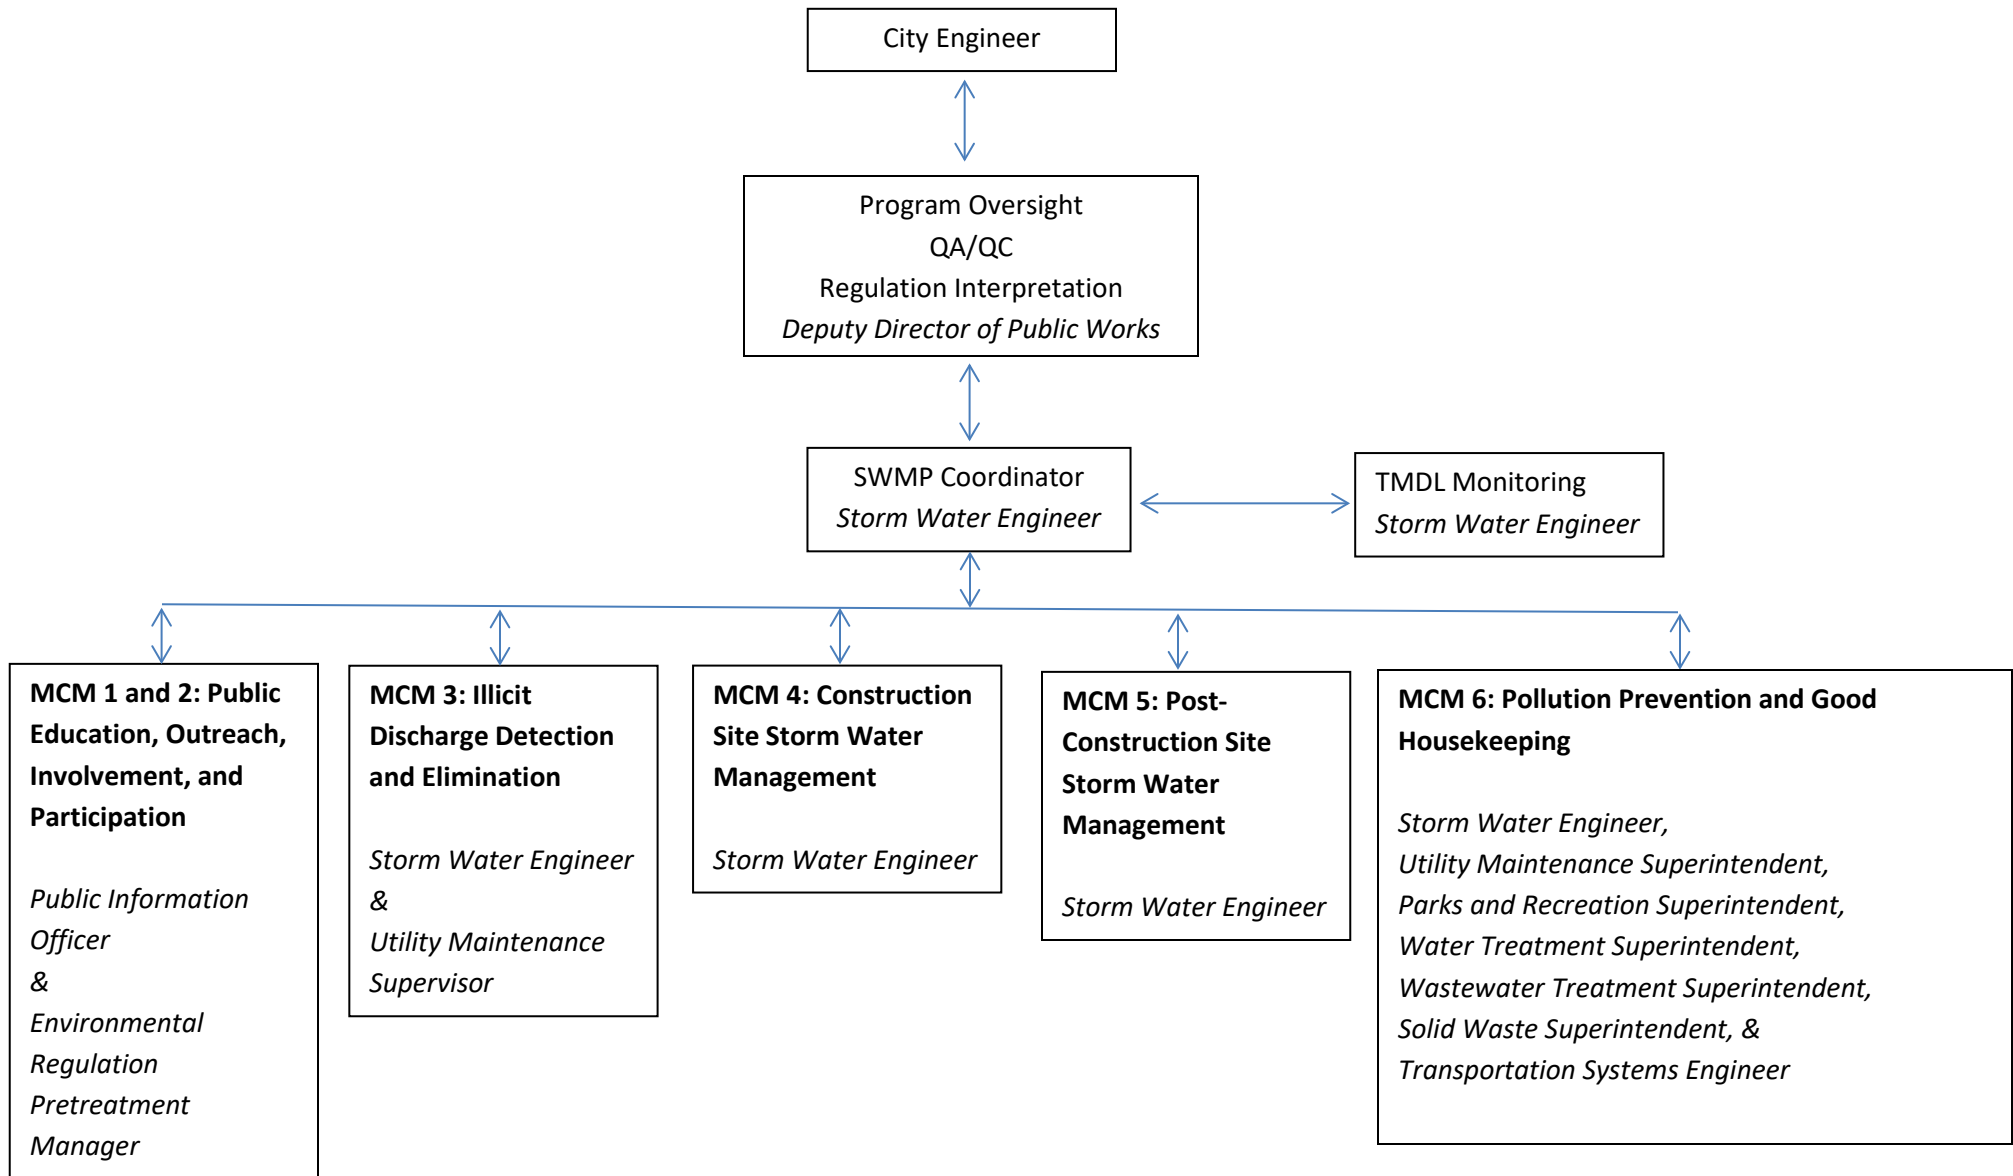 City Engineer
Program Oversight
QA/QC
Regulation Interpretation
Deputy Director of Public Works
SWMP Coordinator
Storm Water Engineer
TMDL Monitoring
Storm Water Engineer
MCM 1 and 2: Public
Education, Outreach,
Involvement, and
Participation
Public Information
Officer
&
Environmental
Regulation
Pretreatment
Manager
MCM 3: Illicit
Discharge Detection
and Elimination
Storm Water Engineer
&
Utility Maintenance
Supervisor
MCM 4: Construction
Site Storm Water
Management
Storm Water Engineer
MCM 5: Post-
Construction Site
Storm Water
Management
Storm Water Engineer
MCM 6: Pollution Prevention and Good
Housekeeping
Storm Water Engineer,
Utility Maintenance Superintendent,
Parks and Recreation Superintendent,
Water Treatment Superintendent,
Wastewater Treatment Superintendent,
Solid Waste Superintendent, &
Transportation Systems Engineer